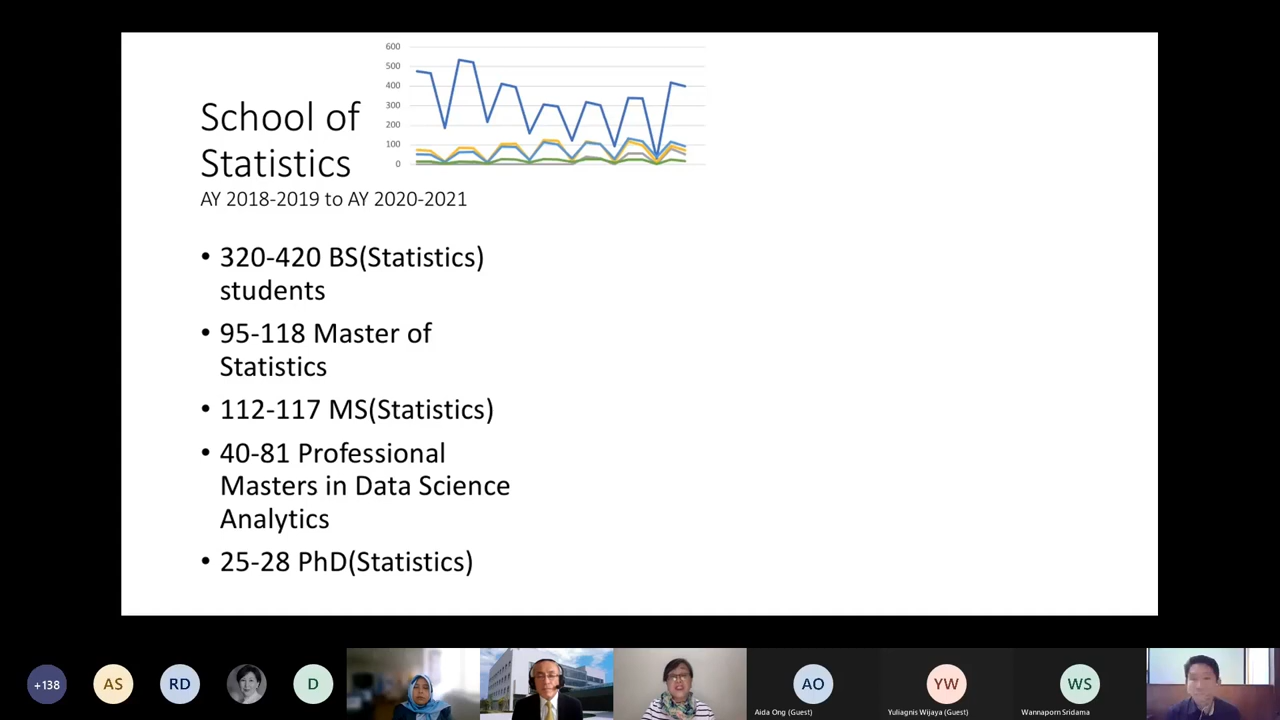 600
500
400
300
200
100
0
School of
Statistics
AY 2018-2019 to AY 2020-2021
• 320-420 BS(Statistics)
students
• 95-118 Master of
Statistics
• 112-117 MS(Statistics)
• 40-81 Professional
Masters in Data Science
Analytics
• 25-28 PhD(Statistics)
+138
AS
RD
D
AO
YW
WS
Aida Ong (Guest)
Yuliagnis Wijaya (Guest)
Wannaporn Sridama